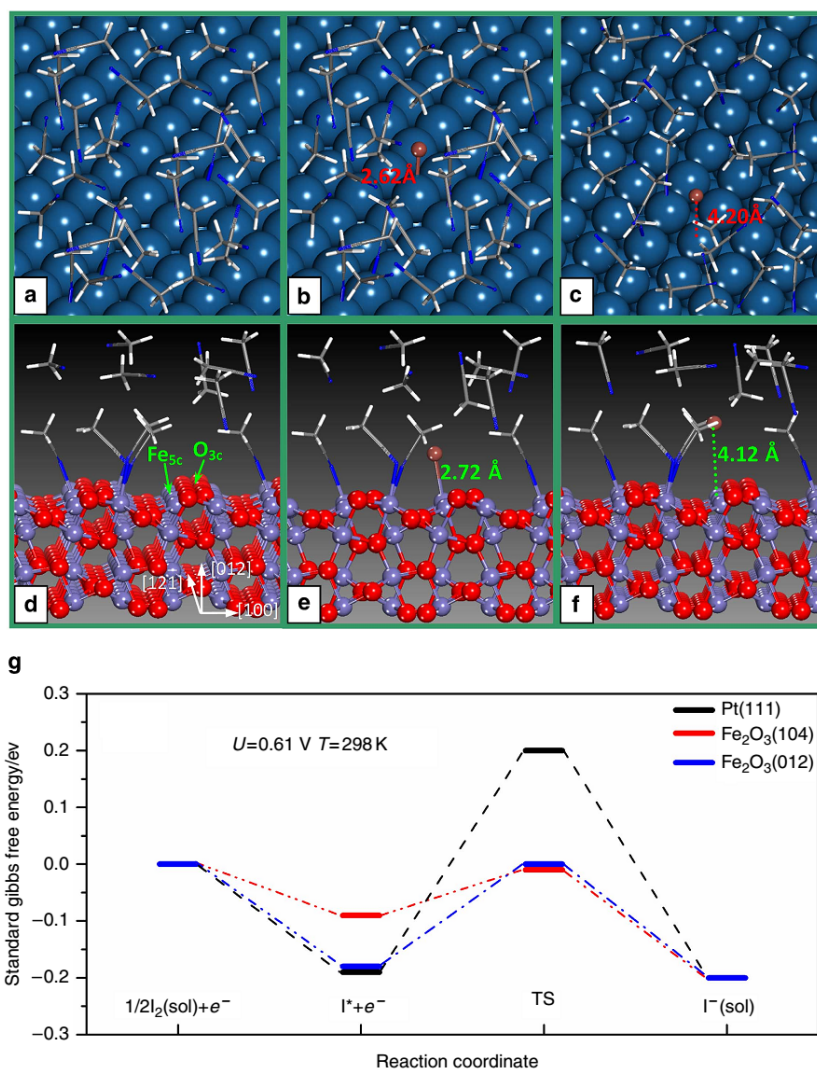 2.62Å
4.20Å
a
b
c
Fe5c
O3c
2.72 Å
4.12 Å
[012]
[121]
[100]
d
e
f
g
0.3
0.2
0.1
0.0
−0.1
−0.2
−0.3
Standard gibbs free energy/ev
U=0.61 V T=298 K
Pt(111)
Fe₂O₃(104)
Fe₂O₃(012)
1/2I₂(sol)+e⁻
I*+e⁻
TS
I⁻(sol)
Reaction coordinate